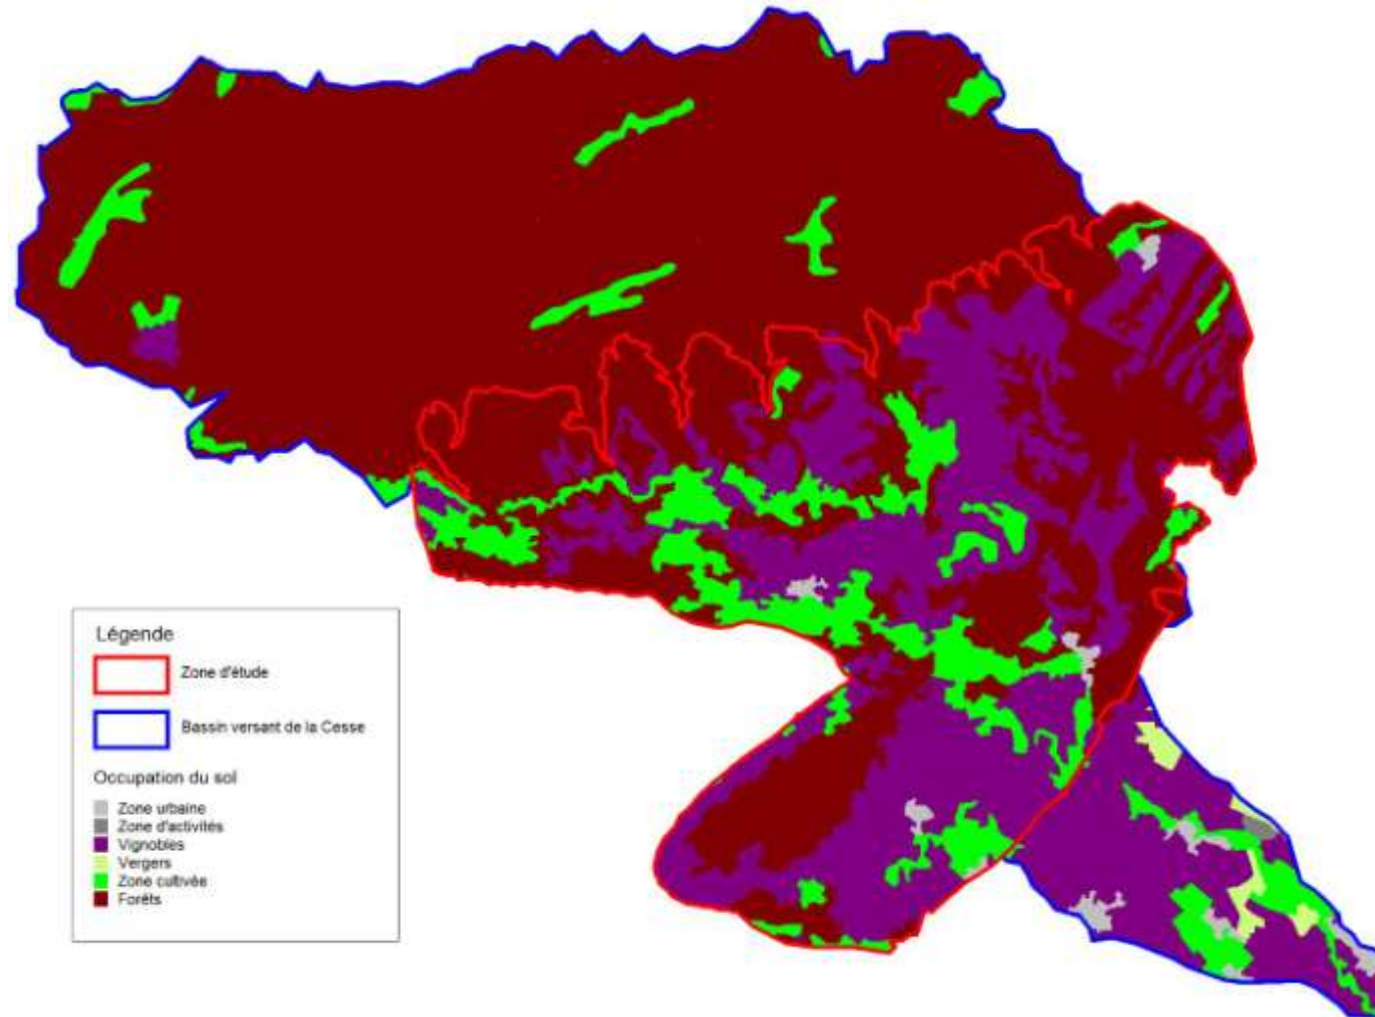 Légende
Zone d'étude
Bassin versant de la Cesse
Occupation du sol
Zone urbaine
Zone d'activités
Vignobles
Vergers
Zone cultivée
Forêts